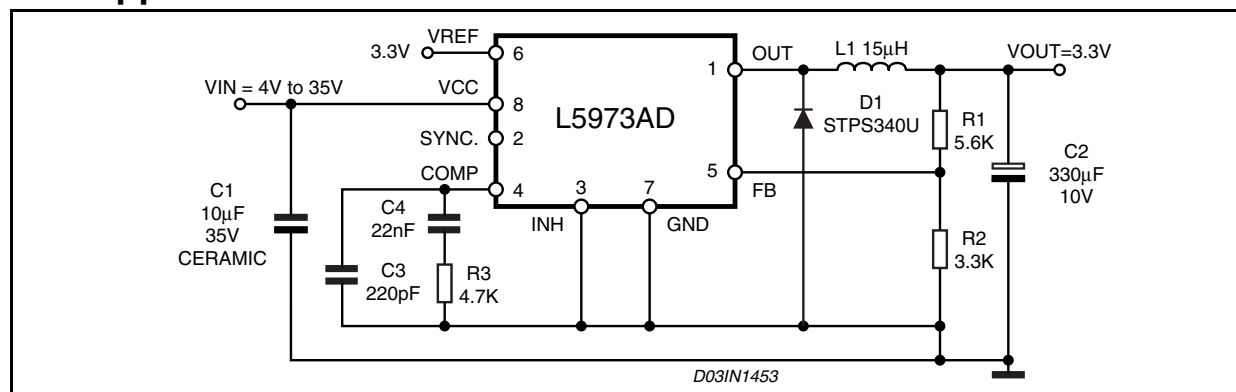 VREF
3.3V
6
VIN = 4V to 35V
VCC
8
SYNC.
2
COMP
4
L5973AD
1
OUT
5
FB
3
INH
7
GND
L1 15μH
VOUT=3.3V
D1
STPS340U
R1
5.6K
R2
3.3K
C2
330μF
10V
C1
10μF
35V
CERAMIC
C4
22nF
C3
220pF
R3
4.7K
D03IN1453